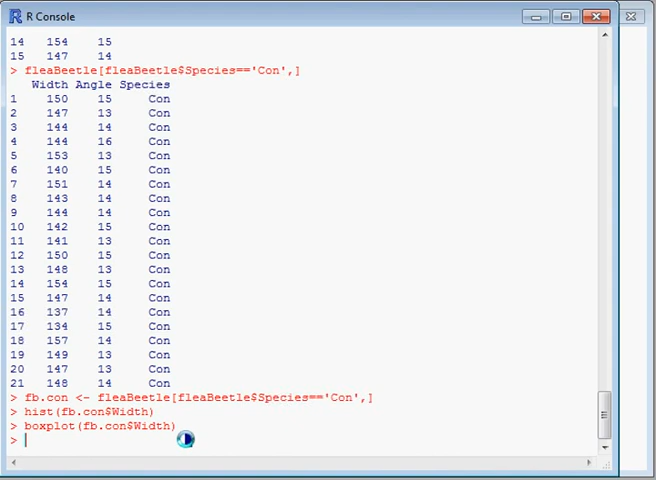 R Console
14 154 15
15 147 14
> fleaBeetle[fleaBeetle$Species=='Con',]
Width Angle Species
1 150 15 Con
2 147 13 Con
3 144 14 Con
4 144 16 Con
5 153 13 Con
6 140 15 Con
7 151 14 Con
8 143 14 Con
9 144 14 Con
10 142 15 Con
11 141 13 Con
12 150 15 Con
13 148 13 Con
14 154 15 Con
15 147 14 Con
16 137 14 Con
17 134 15 Con
18 157 14 Con
19 149 13 Con
20 147 13 Con
21 148 14 Con
> fb.con <- fleaBeetle[fleaBeetle$Species=='Con',]
> hist(fb.con$Width)
> boxplot(fb.con$Width)
>